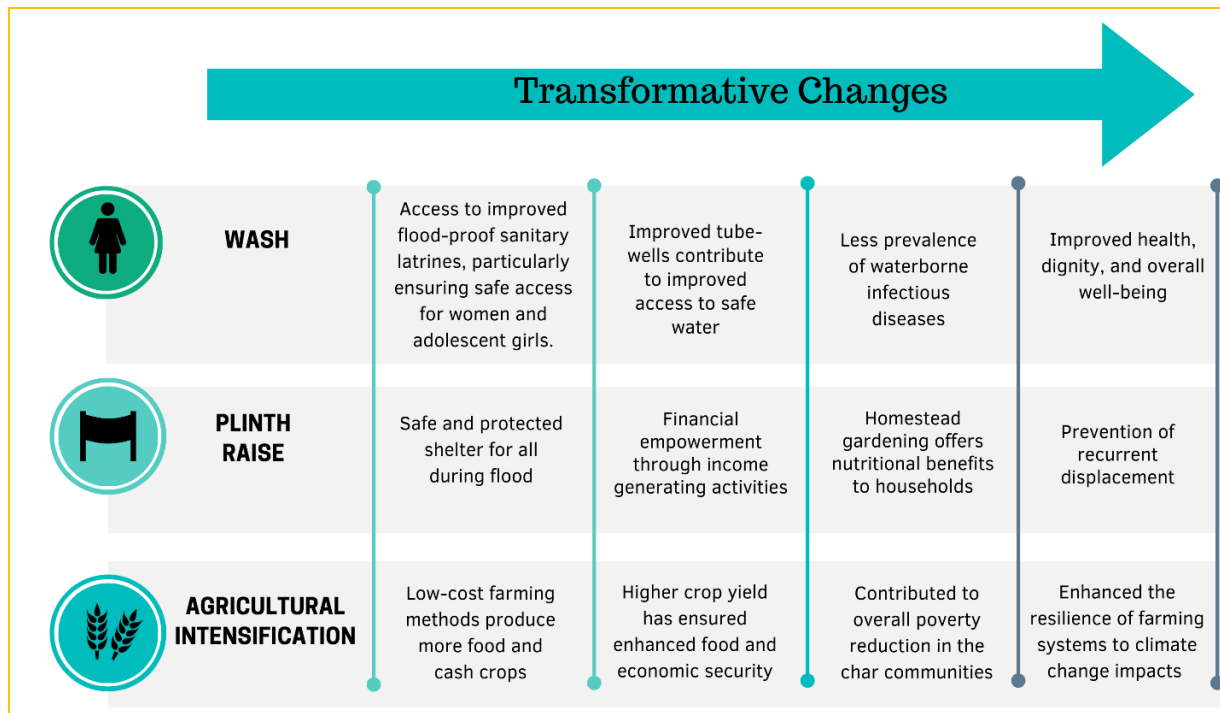 Transformative Changes
WASH
Access to improved
flood-proof sanitary
latrines, particularly
ensuring safe access
for women and
adolescent girls.
Improved tube-
wells contribute
to improved
access to safe
water
Less prevalence
of waterborne
infectious
diseases
Improved health,
dignity, and overall
well-being
PLINTH
RAISE
Safe and protected
shelter for all
during flood
Financial
empowerment
through income
generating activities
Homestead
gardening offers
nutritional benefits
to households
Prevention of
recurrent
displacement
AGRICULTURAL
INTENSIFICATION
Low-cost farming
methods produce
more food and
cash crops
Higher crop yield
has ensured
enhanced food and
economic security
Contributed to
overall poverty
reduction in the
char communities
Enhanced the
resilience of farming
systems to climate
change impacts